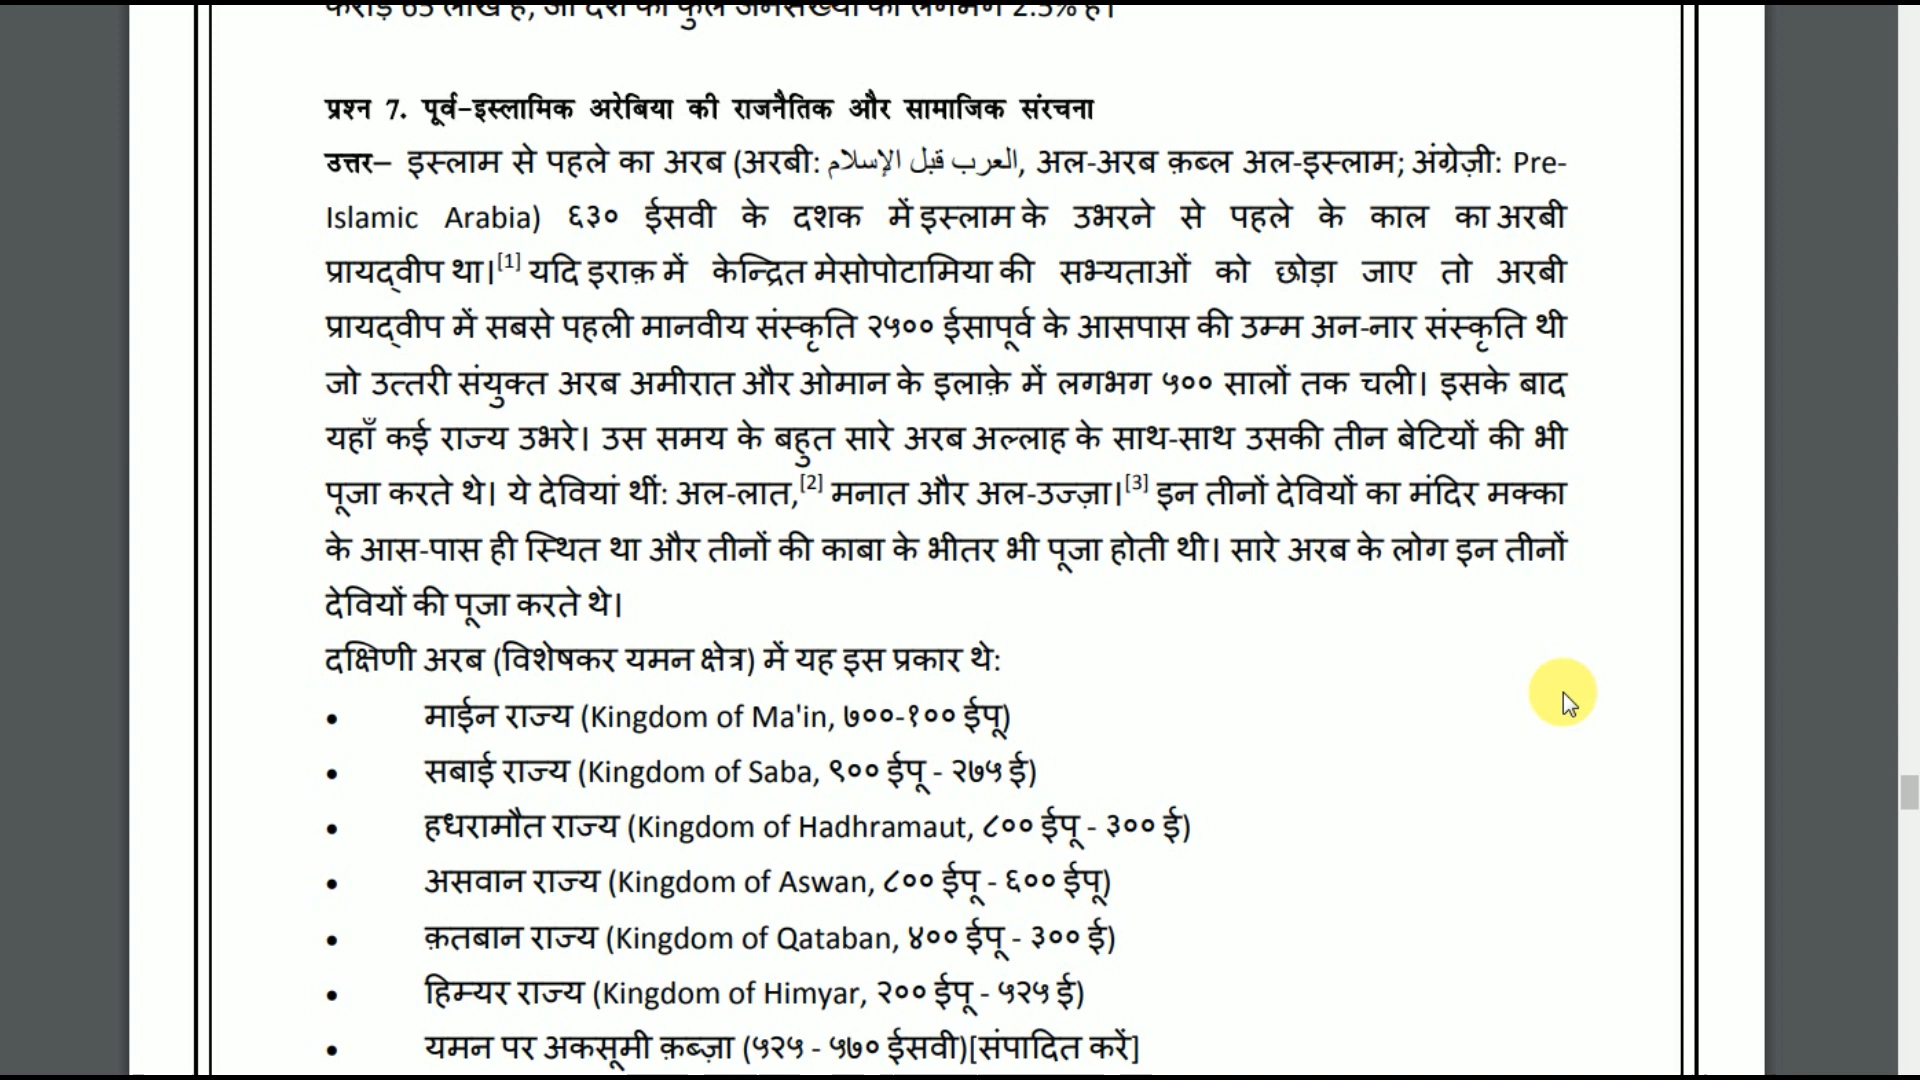 करोड़ 65 लाख है, जो देश की कुल जनसंख्या का लगभग 2.5% है।
प्रश्न 7. पूर्व–इस्लामिक अरेबिया की राजनैतिक और सामाजिक संरचना
उत्तर– इस्लाम से पहले का अरब (अरबी: العرب قبل الإسلام, अल-अरब क़ब्ल अल-इस्लाम; अंग्रेज़ी: Pre-
Islamic Arabia) ६३० ईसवी के दशक में इस्लाम के उभरने से पहले के काल का अरबी
प्रायद्वीप था।[1] यदि इराक़ में केन्द्रित मेसोपोटामिया की सभ्यताओं को छोड़ा जाए तो अरबी
प्रायद्वीप में सबसे पहली मानवीय संस्कृति २५०० ईसापूर्व के आसपास की उम्म अन-नार संस्कृति थी
जो उत्तरी संयुक्त अरब अमीरात और ओमान के इलाक़े में लगभग ५०० सालों तक चली। इसके बाद
यहाँ कई राज्य उभरे। उस समय के बहुत सारे अरब अल्लाह के साथ-साथ उसकी तीन बेटियों की भी
पूजा करते थे। ये देवियां थीं: अल-लात,[2] मनात और अल-उज्ज़ा।[3] इन तीनों देवियों का मंदिर मक्का
के आस-पास ही स्थित था और तीनों की काबा के भीतर भी पूजा होती थी। सारे अरब के लोग इन तीनों
देवियों की पूजा करते थे।
दक्षिणी अरब (विशेषकर यमन क्षेत्र) में यह इस प्रकार थे:
• माईन राज्य (Kingdom of Ma'in, ७००-१०० ईपू)
• सबाई राज्य (Kingdom of Saba, ९०० ईपू - २७५ ई)
• हधरामौत राज्य (Kingdom of Hadhramaut, ८०० ईपू - ३०० ई)
• असवान राज्य (Kingdom of Aswan, ८०० ईपू - ६०० ईपू)
• क़तबान राज्य (Kingdom of Qataban, ४०० ईपू - ३०० ई)
• हिम्यर राज्य (Kingdom of Himyar, २०० ईपू - ५२५ ई)
• यमन पर अकसूमी क़ब्ज़ा (५२५ - ५७० ईसवी)[संपादित करें]